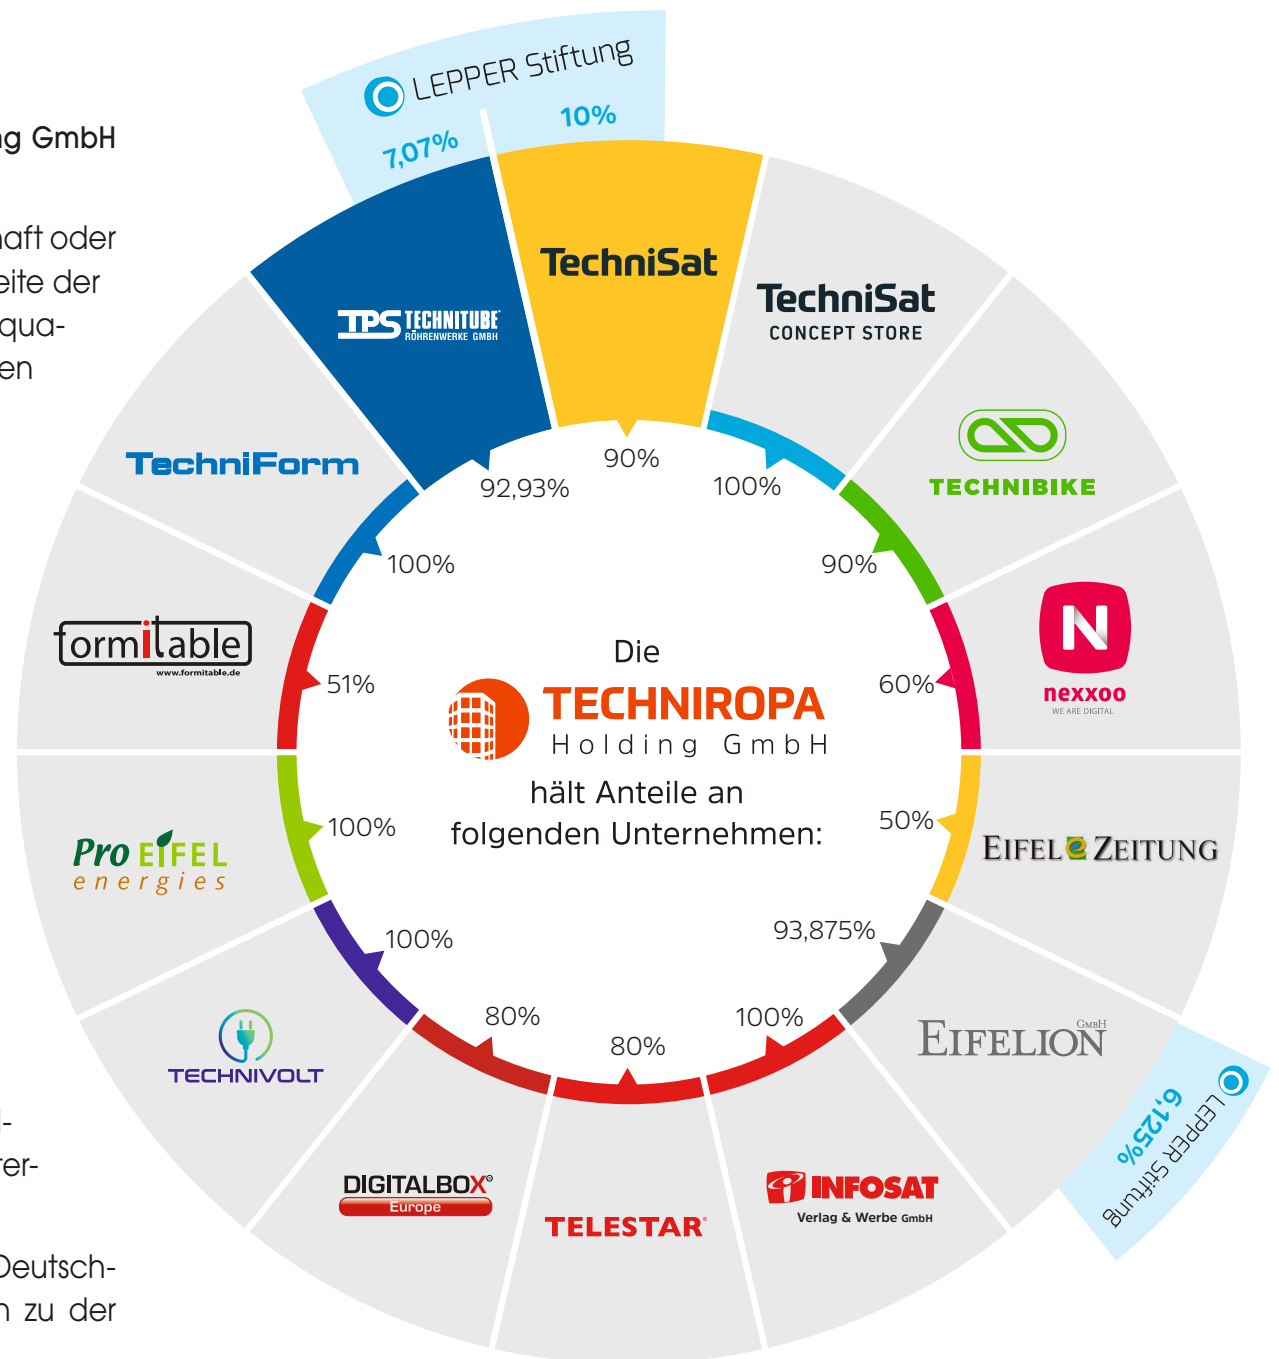 LEPPER Stiftung
7,07%
10%
ng GmbH
haft oder
eite der
qua-
en
TechniSat
TechniSat
CONCEPT STORE
TPS TECHNITUBE®
RÖHRENWERKE GMBH
TECHNIBIKE
TechniForm
92,93%
90%
100%
100%
90%
formitable
www.formitable.de
51%
60%
N
nexxoo
WE ARE DIGITAL
Die
TECHNIROPA
Holding GmbH
hält Anteile an
folgenden Unternehmen:
Pro EIFEL
energies
100%
50%
EIFEL e ZEITUNG
100%
93,875%
EIFELION GmbH
80%
80%
100%
TECHNIVOLT
DIGITALBOX®
Europe
TELESTAR®
INFOSAT
Verlag & Werbe GmbH
6,125%
LEPPER Stiftung
ter-
Deutsch-
n zu der